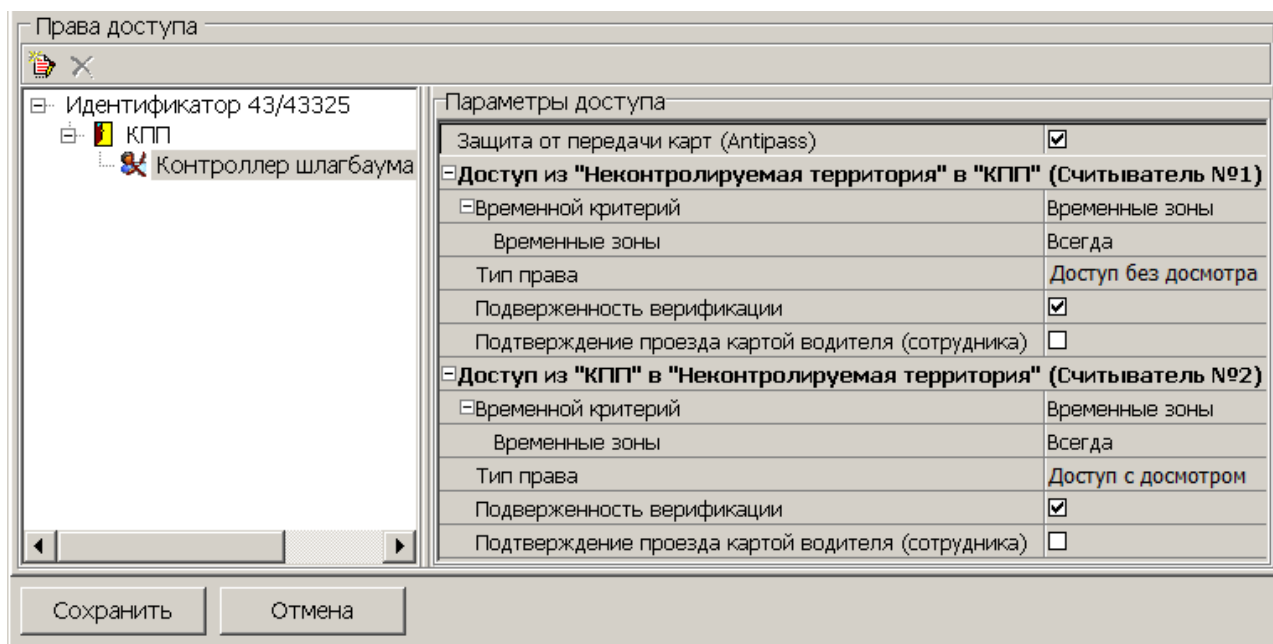 Права доступа
Идентификатор 43/43325
КПП
Контроллер шлагбаума
Параметры доступа
Защита от передачи карт (Antipass)
Доступ из "Неконтролируемая территория" в "КПП" (Считыватель №1)
Временной критерий Временные зоны
Временные зоны Всегда
Тип права Доступ без досмотра
Подверженность верификации
Подтверждение проезда картой водителя (сотрудника)
Доступ из "КПП" в "Неконтролируемая территория" (Считыватель №2)
Временной критерий Временные зоны
Временные зоны Всегда
Тип права Доступ с досмотром
Подверженность верификации
Подтверждение проезда картой водителя (сотрудника)
Сохранить Отмена